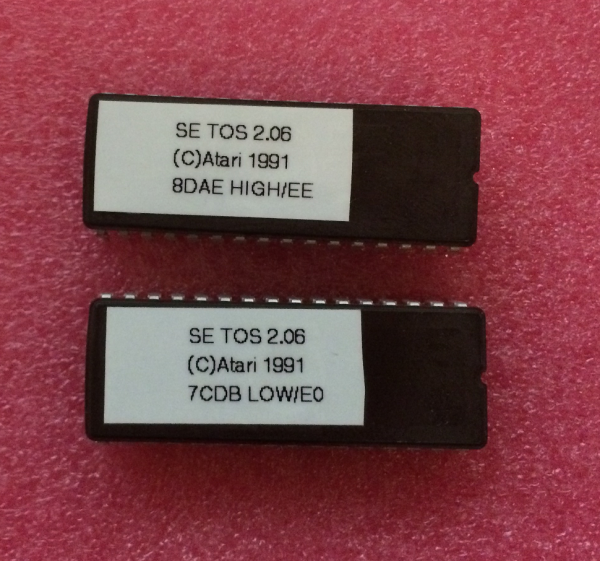 SE TOS 2.06
(C)Atari 1991
8DAE HIGH/EE
SE TOS 2.06
(C)Atari 1991
7CDB LOW/E0